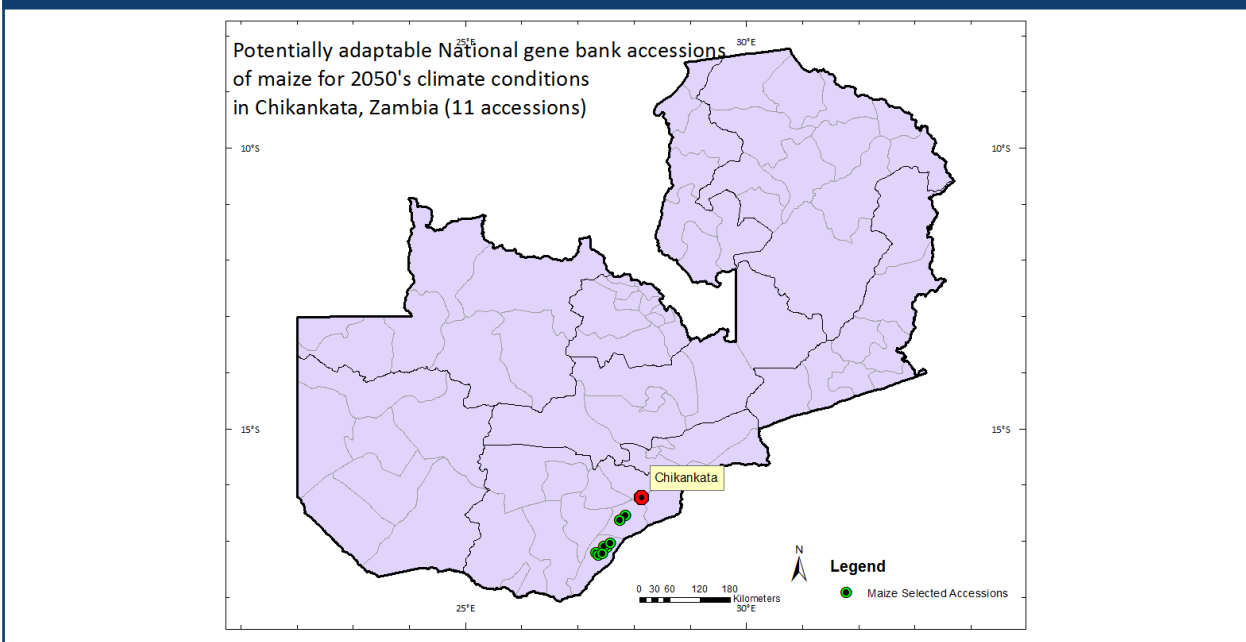 25°E
30°E
Potentially adaptable National gene bank accessions
of maize for 2050's climate conditions
in Chikankata, Zambia (11 accessions)
10°S
10°S
15°S
15°S
Chikankata
N
Legend
0 30 60 120 180
Kilometers
Maize Selected Accessions
25°E
30°E